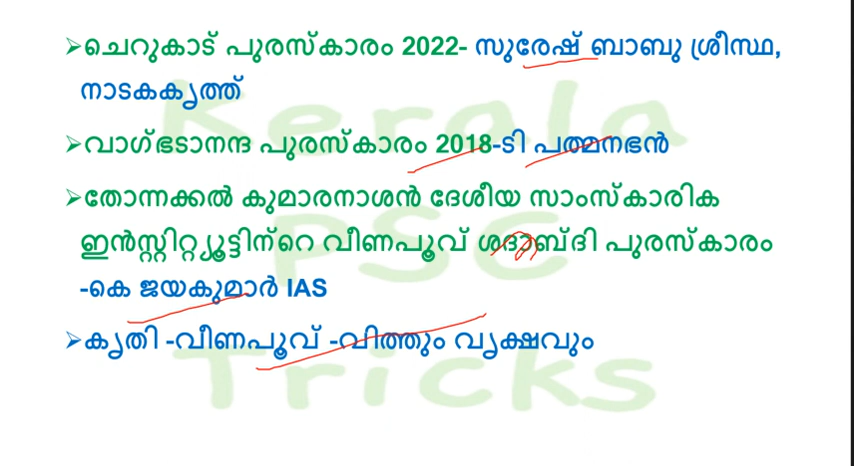 ➢ചെറുകാട് പുരസ്കാരം 2022- സുരേഷ് ബാബു ശ്രീസ്ഥ,
നാടകകൃത്ത്
➢വാഗ്ഭടാനന്ദ പുരസ്കാരം 2018-ടി പത്മനഭൻ
➢തോന്നക്കൽ കുമാരനാശൻ ദേശീയ സാംസ്കാരിക
ഇൻസ്റ്റിറ്റ്യൂട്ടിന്റെ വീണപൂവ് ശദാബ്ദി പുരസ്കാരം
-കെ ജയകുമാർ IAS
➢കൃതി -വീണപൂവ് -വിത്തും വൃക്ഷവും
Kerala
PSC
Tricks